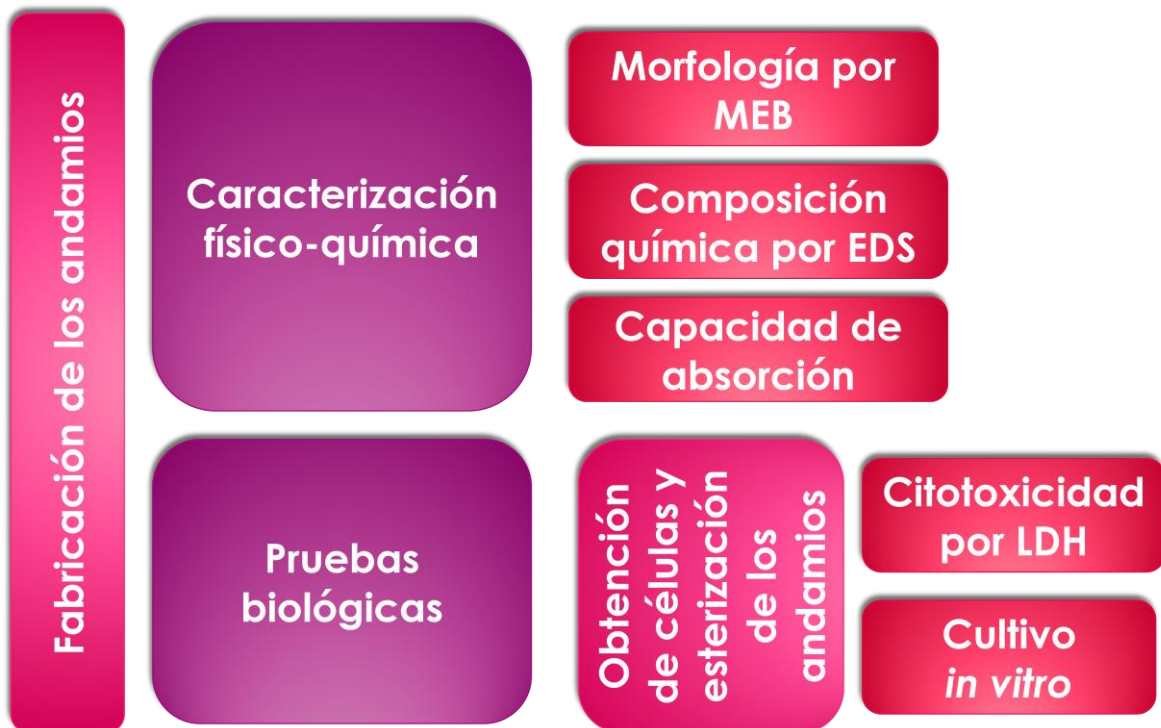 Fabricación de los andamios
Caracterización
físico-química
Morfología por
MEB
Composición
química por EDS
Capacidad de
absorción
Pruebas
biológicas
Obtención
de células y
esterización
de los
andamios
Citotoxicidad
por LDH
Cultivo
in vitro